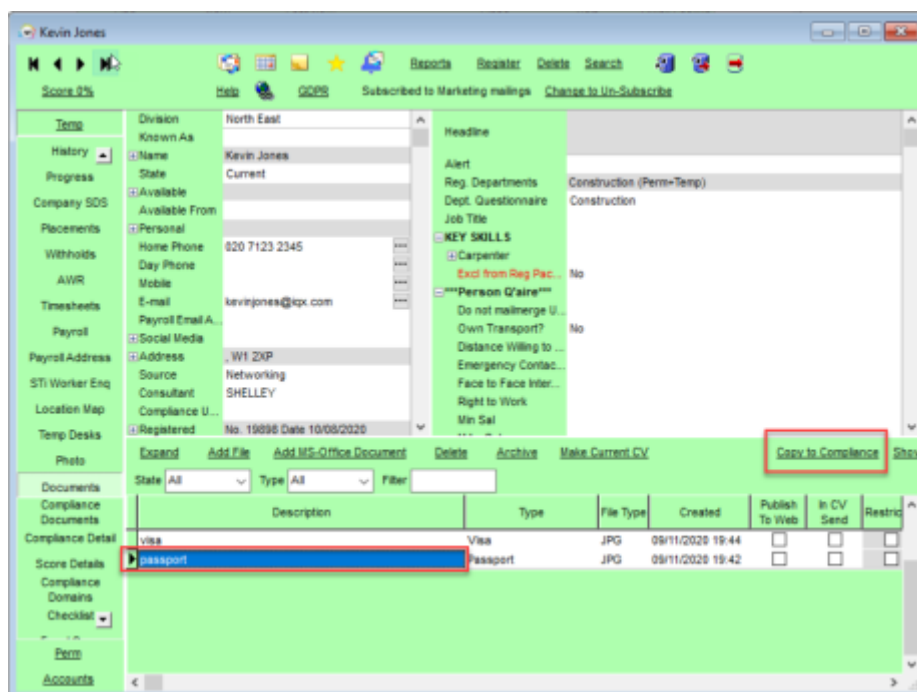 Kevin Jones
Reports Register Delete Search
Score 0% Help GDPR Subscribed to Marketing mailings Change to Un-Subscribe
Temp
History
Progress
Company SDS
Placements
Withholds
AWR
Timesheets
Payroll
Payroll Address
STi Worker Enq
Location Map
Temp Desks
Photo
Documents
Compliance
Documents
Compliance Detail
Score Details
Compliance
Domains
Checklist
Perm
Accounts
Division North East
Known As
Name Kevin Jones
State Current
Available
Available From
Personal
Home Phone 020 7123 2345
Day Phone
Mobile
E-mail kevinjones@iqx.com
Payroll Email A...
Social Media
Address , W1 2XP
Source Networking
Consultant SHELLEY
Compliance U...
Registered No. 19898 Date 10/08/2020
Headline
Alert
Reg. Departments Construction (Perm+Temp)
Dept. Questionnaire Construction
Job Title
KEY SKILLS
Carpenter
Excl from Reg Pac... No
***Person Q'aire***
Do not mailmerge U...
Own Transport? No
Distance Willing to ...
Emergency Contac...
Face to Face Inter...
Right to Work
Min Sal
Expand Add File Add MS-Office Document Delete Archive Make Current CV Copy to Compliance Show
State All Type All Filter
Description Type File Type Created Publish To Web In CV Send Restric
visa Visa JPG 09/11/2020 19:44
passport Passport JPG 09/11/2020 19:42